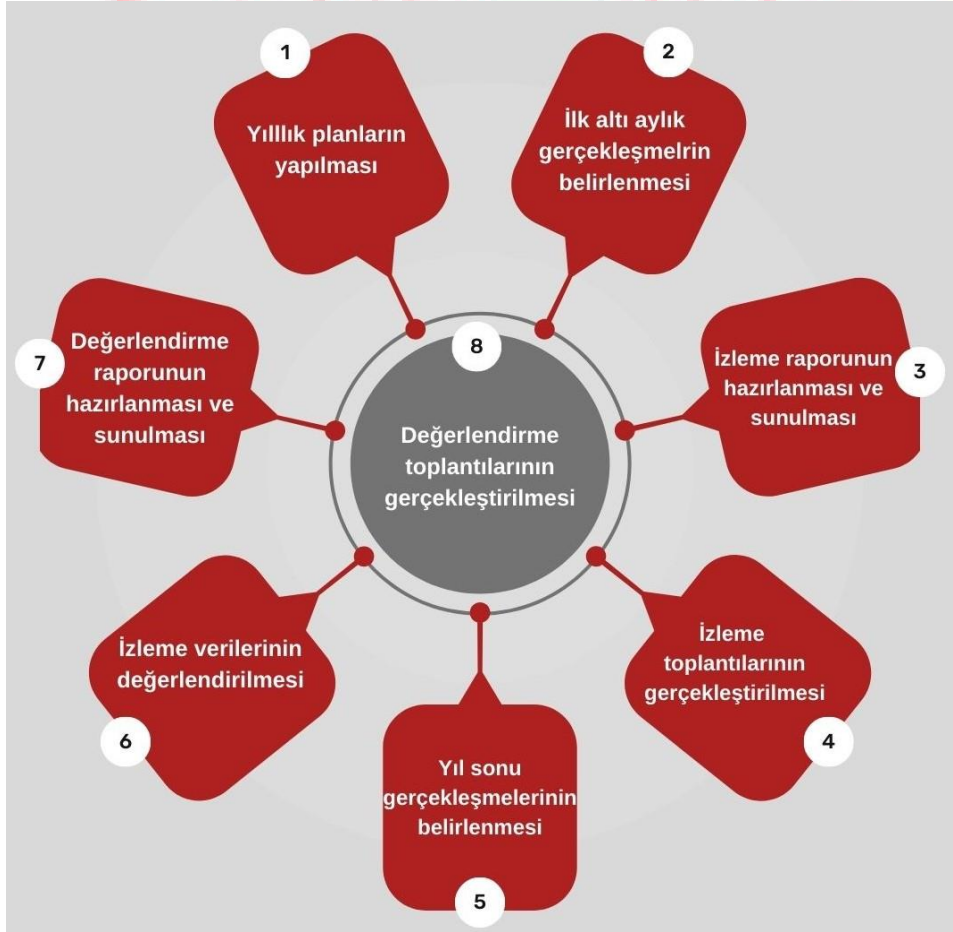 1
Yılllık planların
yapılması
2
İlk altı aylık
gerçekleşmelrin
belirlenmesi
3
İzleme raporunun
hazırlanması ve
sunulması
4
İzleme
toplantılarının
gerçekleştirilmesi
5
Yıl sonu
gerçekleşmelerinin
belirlenmesi
6
İzleme verilerinin
değerlendirilmesi
7
Değerlendirme
raporunun
hazırlanması ve
sunulması
8
Değerlendirme
toplantılarının
gerçekleştirilmesi